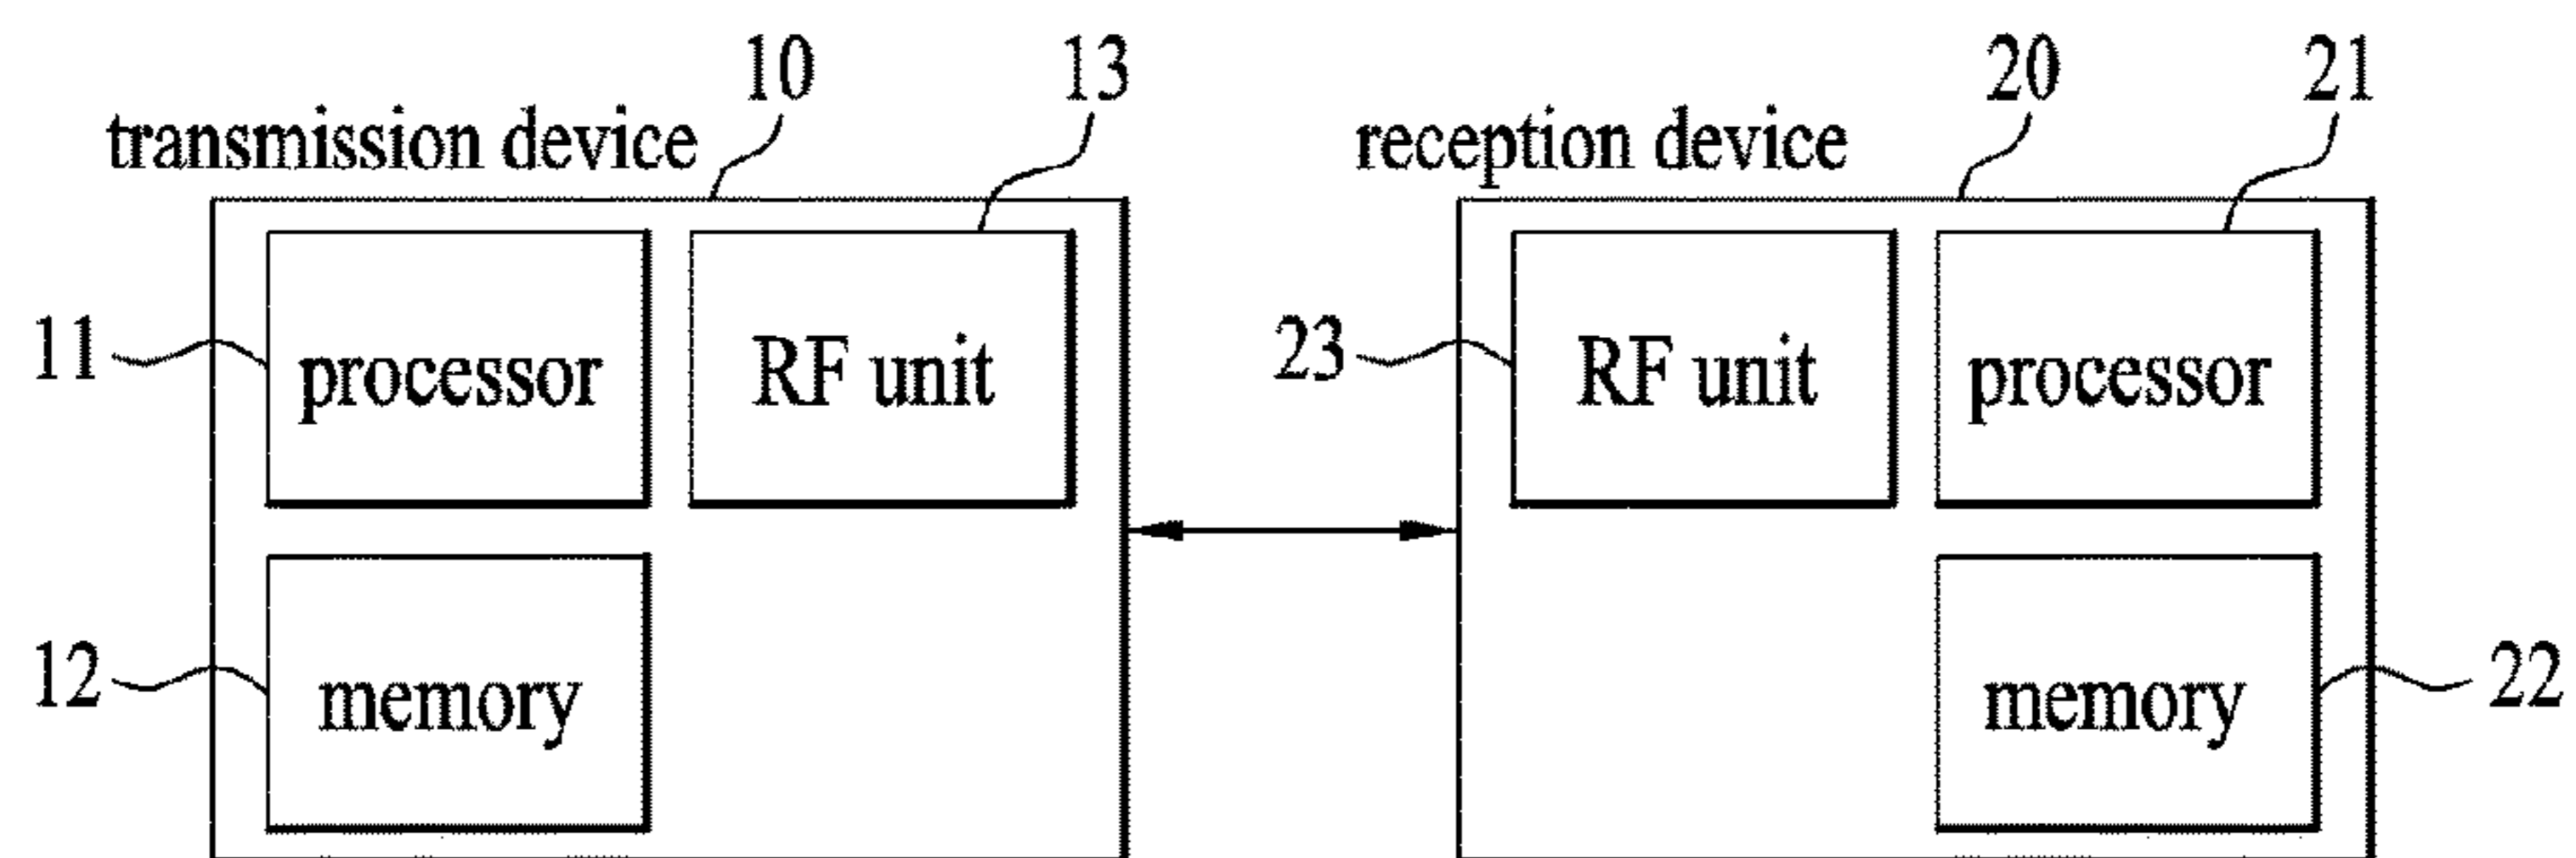 10 13 20 21
transmission device reception device
11 processor RF unit 23 RF unit processor
12 memory memory 22